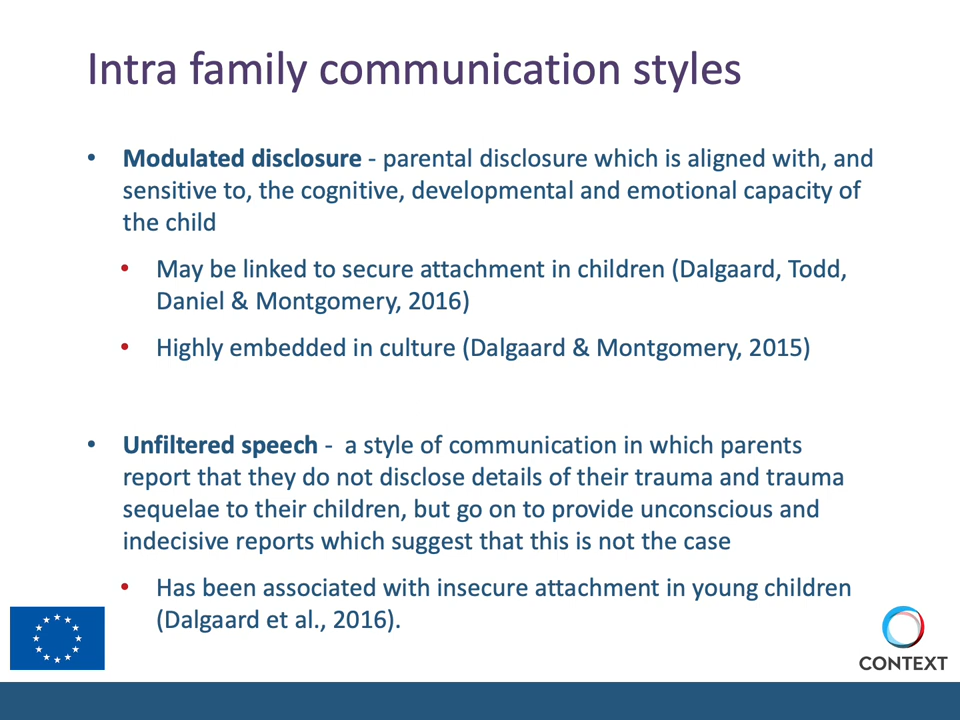 Intra family communication styles
• Modulated disclosure - parental disclosure which is aligned with, and
sensitive to, the cognitive, developmental and emotional capacity of
the child
• May be linked to secure attachment in children (Dalgaard, Todd,
Daniel & Montgomery, 2016)
• Highly embedded in culture (Dalgaard & Montgomery, 2015)
• Unfiltered speech -  a style of communication in which parents
report that they do not disclose details of their trauma and trauma
sequelae to their children, but go on to provide unconscious and
indecisive reports which suggest that this is not the case
• Has been associated with insecure attachment in young children
(Dalgaard et al., 2016).
CONTEXT